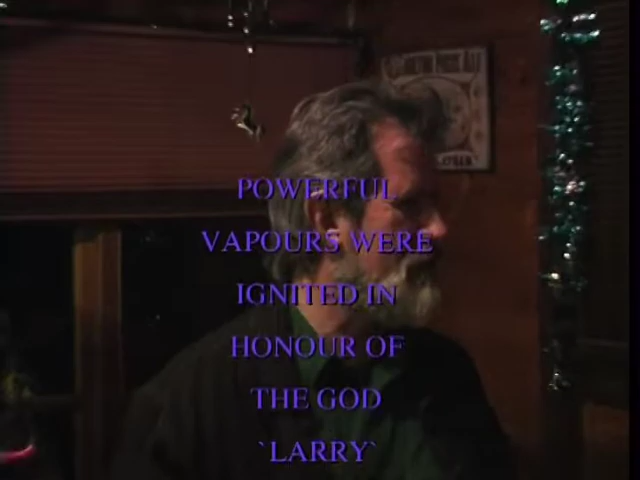 POWERFUL
VAPOURS WERE
IGNITED IN
HONOUR OF
THE GOD
`LARRY`